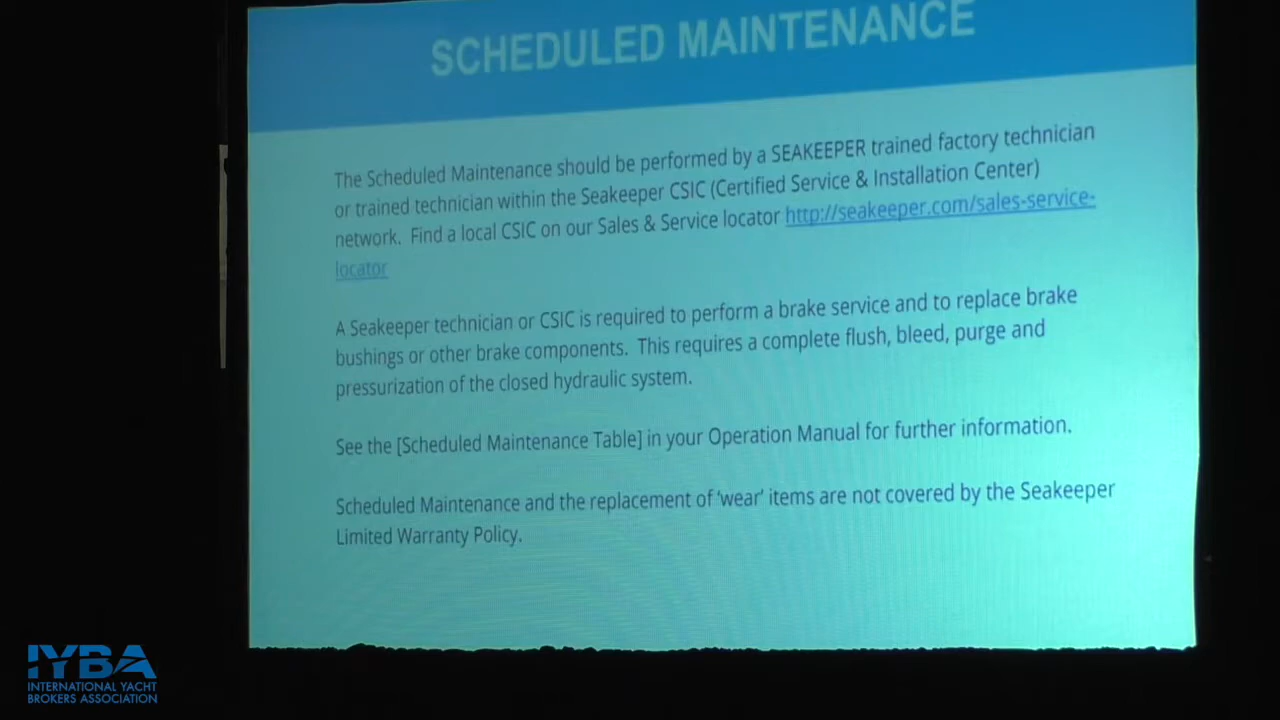 SCHEDULED MAINTENANCE
The Scheduled Maintenance should be performed by a SEAKEEPER trained factory technician
or trained technician within the Seakeeper CSIC (Certified Service & Installation Center)
network. Find a local CSIC on our Sales & Service locator http://seakeeper.com/sales-service-
locator
A Seakeeper technician or CSIC is required to perform a brake service and to replace brake
bushings or other brake components. This requires a complete flush, bleed, purge and
pressurization of the closed hydraulic system.
See the [Scheduled Maintenance Table] in your Operation Manual for further information.
Scheduled Maintenance and the replacement of ‘wear’ items are not covered by the Seakeeper
Limited Warranty Policy.
IYBA
INTERNATIONAL YACHT
BROKERS ASSOCIATION